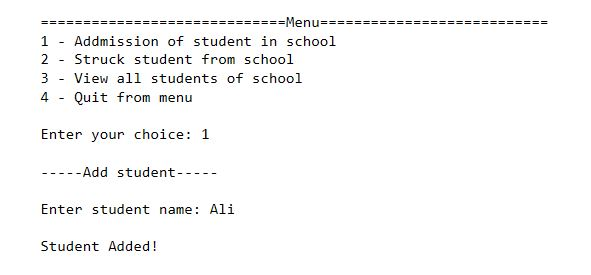 =============================Menu===========================
1 - Addmission of student in school
2 - Struck student from school
3 - View all students of school
4 - Quit from menu
Enter your choice: 1
-----Add student-----
Enter student name: Ali
Student Added!